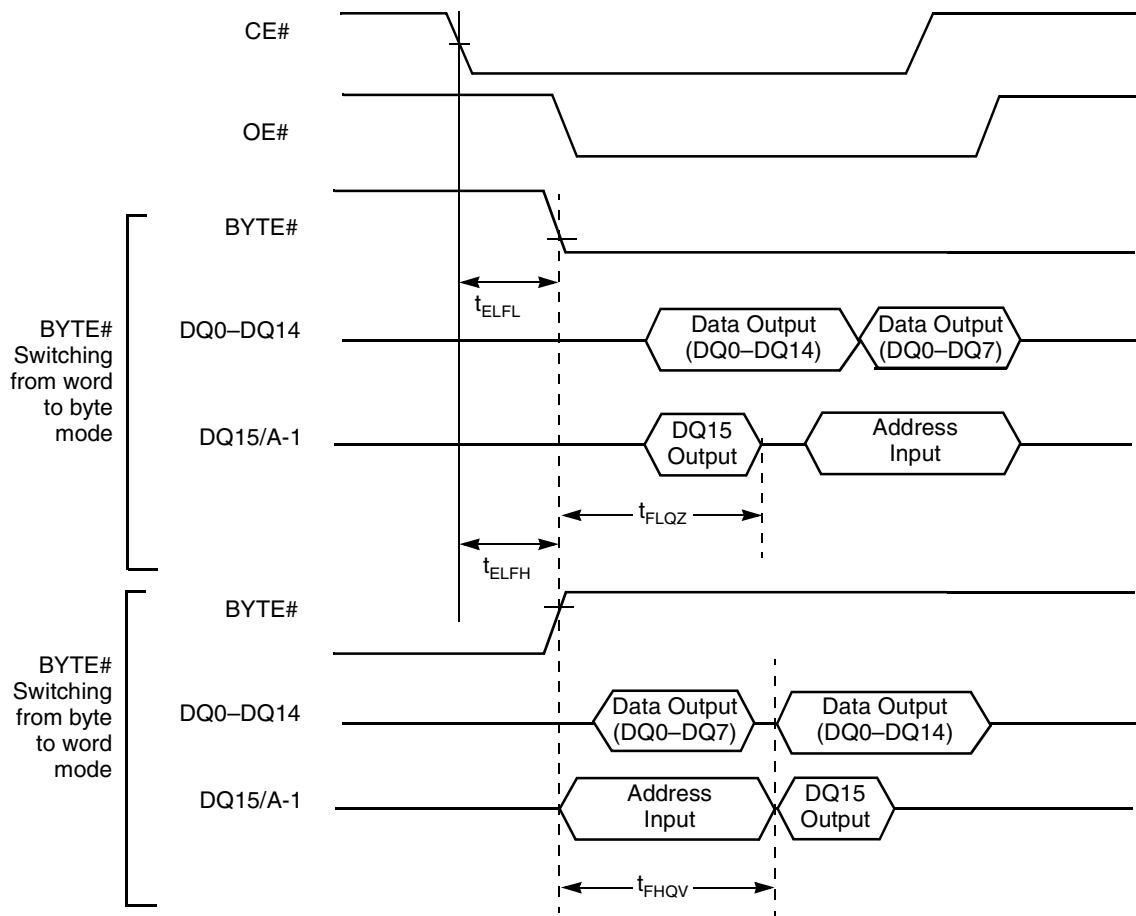 CE#
OE#
BYTE#
tELFL
BYTE#
Switching
from word
to byte
mode
DQ0–DQ14
Data Output
(DQ0–DQ14)
Data Output
(DQ0–DQ7)
DQ15/A-1
DQ15
Output
Address
Input
tFLQZ
tELFH
BYTE#
BYTE#
Switching
from byte
to word
mode
DQ0–DQ14
Data Output
(DQ0–DQ7)
Data Output
(DQ0–DQ14)
DQ15/A-1
Address
Input
DQ15
Output
tFHQV